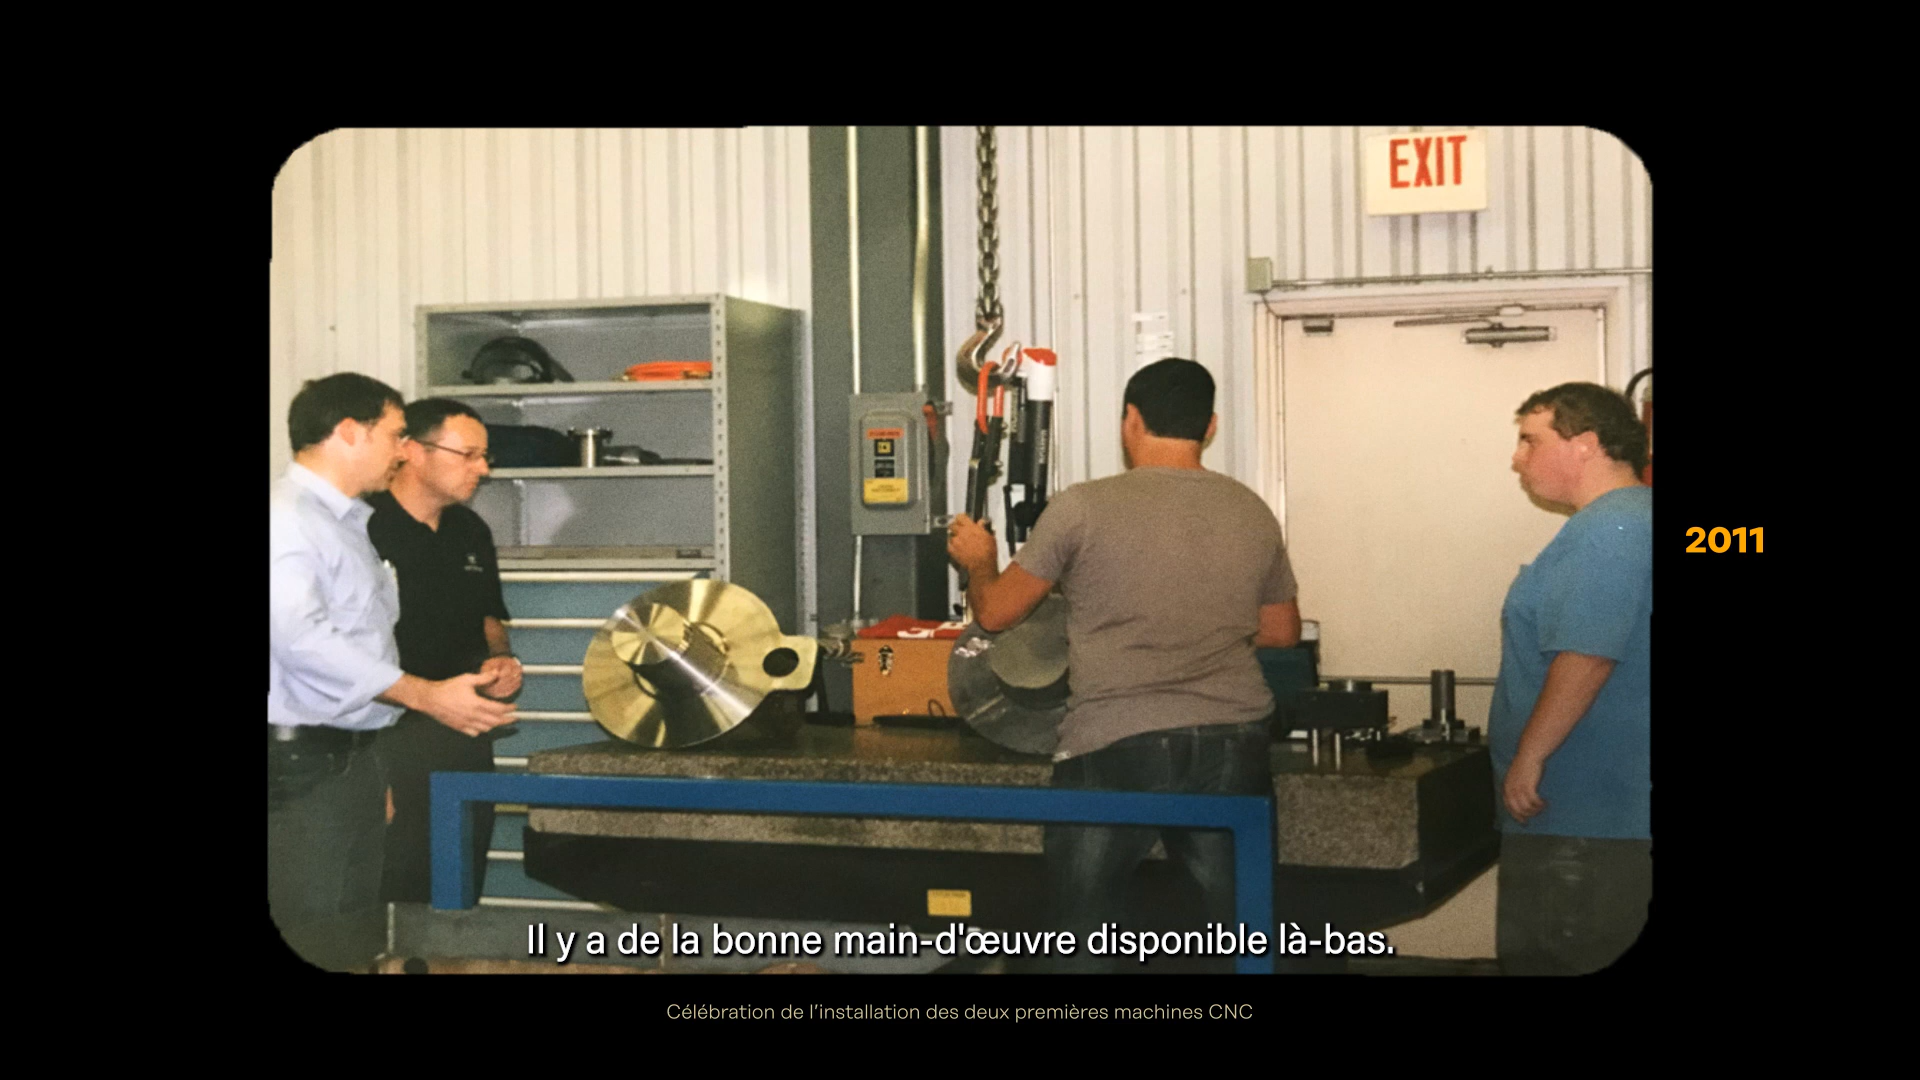 EXIT
2011
Il y a de la bonne main-d'œuvre disponible là-bas.
Célébration de l’installation des deux premières machines CNC